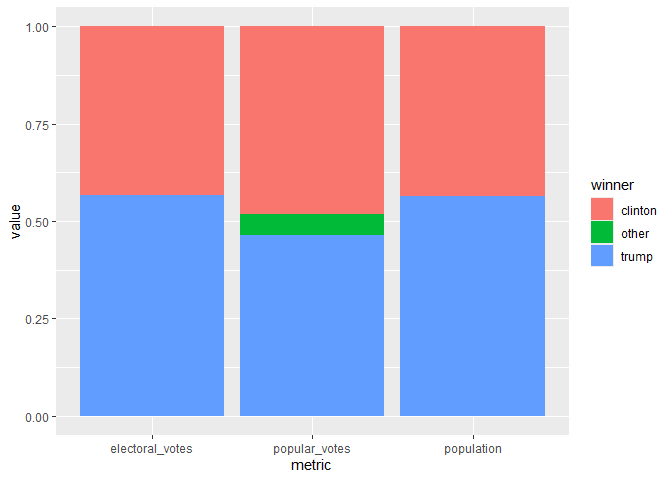 1.00
0.75
0.50
0.25
0.00
value
electoral_votes
popular_votes
population
metric
winner
clinton
other
trump